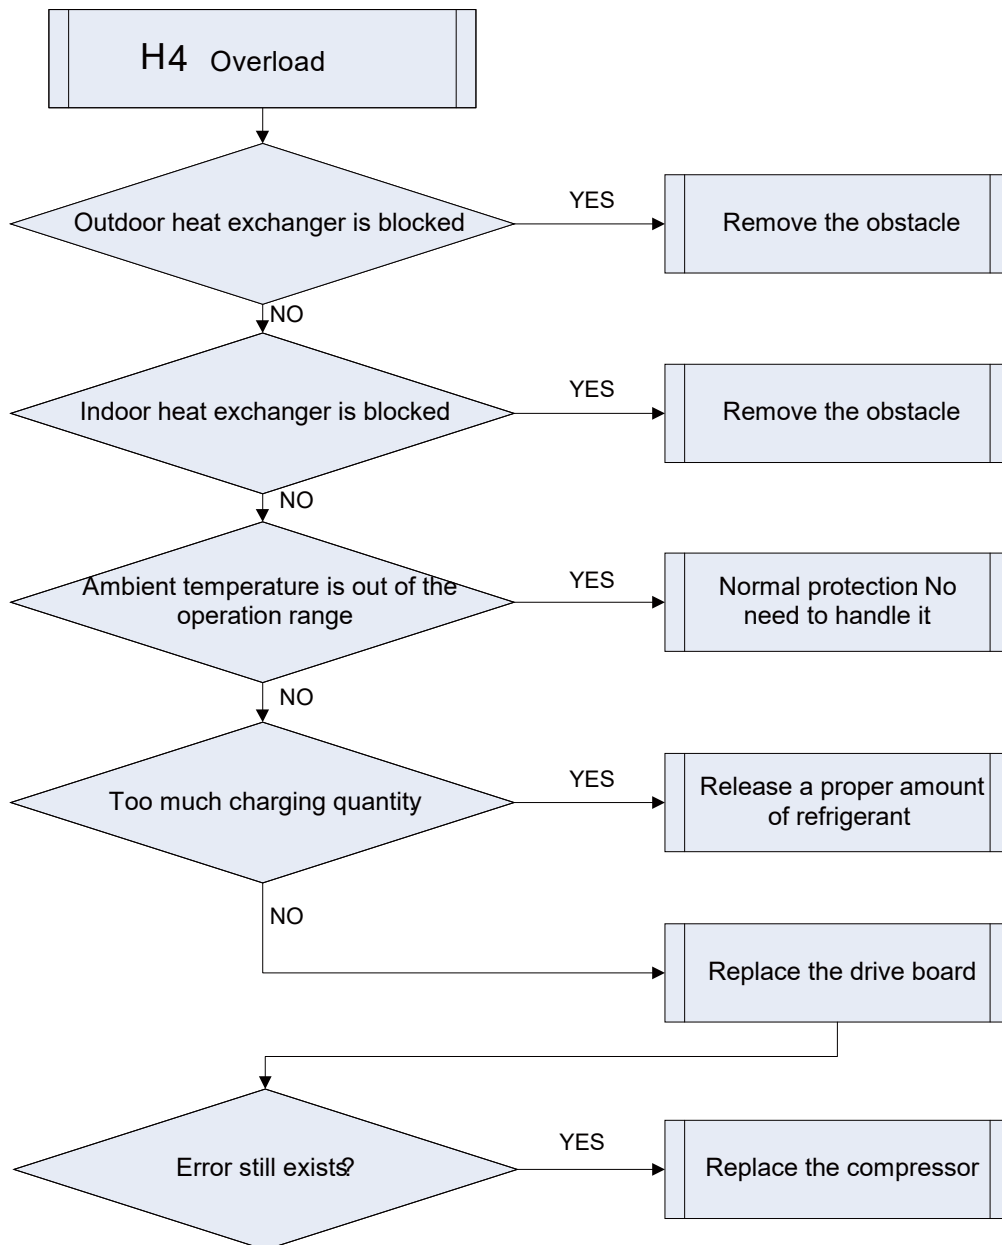 H4 Overload
Outdoor heat exchanger is blocked
YES
Remove the obstacle
NO
Indoor heat exchanger is blocked
YES
Remove the obstacle
NO
Ambient temperature is out of the
operation range
YES
Normal protection. No
need to handle it
NO
Too much charging quantity
YES
Release a proper amount
of refrigerant
NO
Replace the drive board
Error still exists?
YES
Replace the compressor